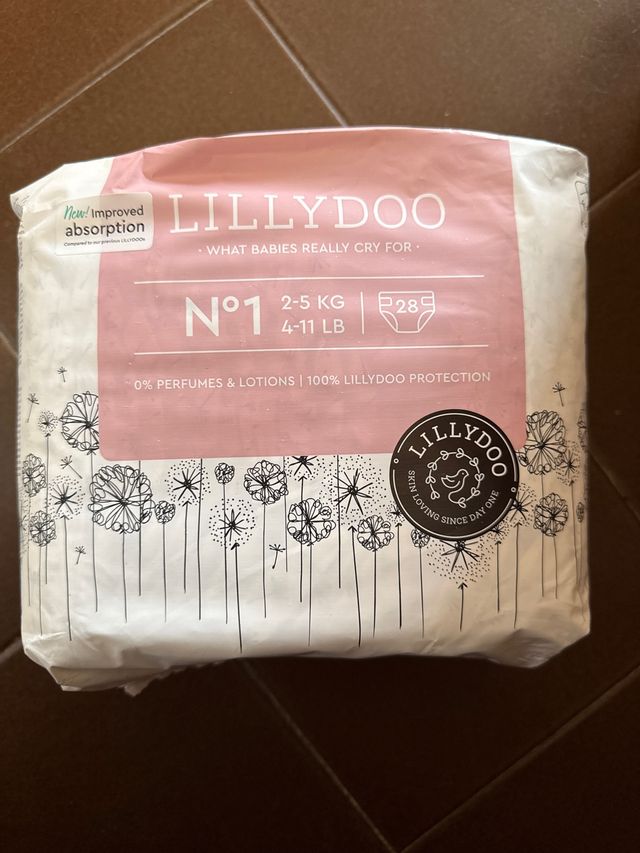 New! Improved
absorption
Compared to our previous LILLYDOOs
LILLYDOO
· WHAT BABIES REALLY CRY FOR ·
Nº1
2-5 KG
4-11 LB
28
0% PERFUMES & LOTIONS | 100% LILLYDOO PROTECTION
LILLYDOO
SKIN LOVING SINCE DAY ONE